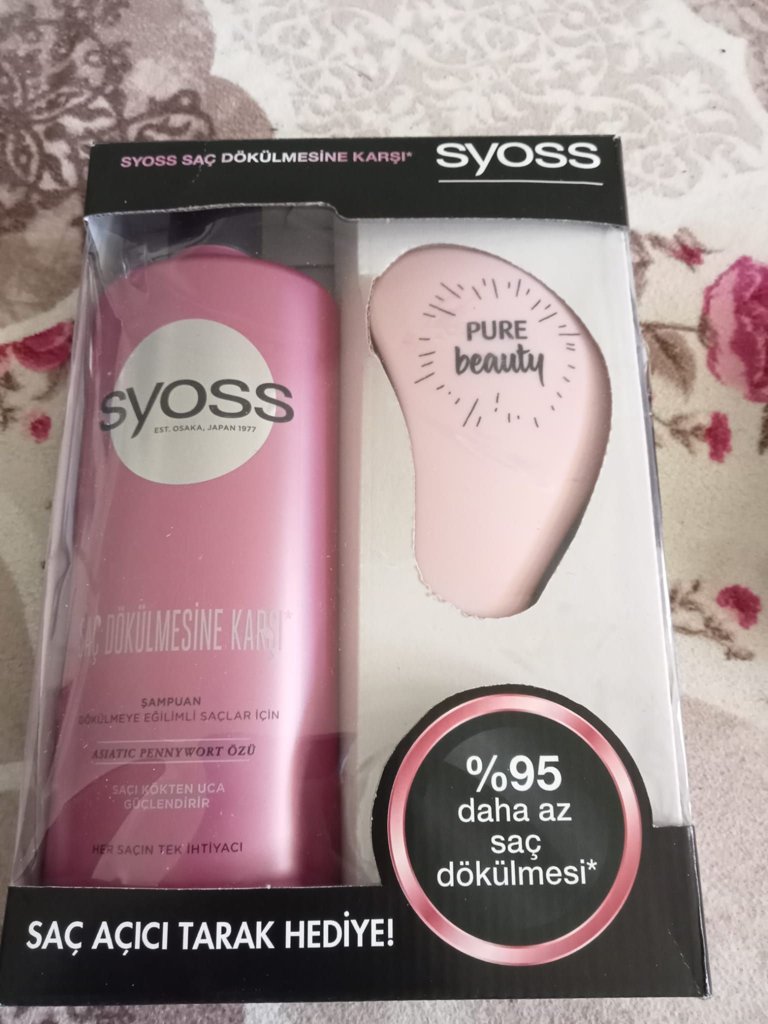 SYOSS SAÇ DÖKÜLMESİNE KARŞI*
syoss
syoss
EST. OSAKA, JAPAN 1977
SAÇ DÖKÜLMESİNE KARŞI*
ŞAMPUAN
DÖKÜLMEYE EĞİLİMLİ SAÇLAR İÇİN
ASIATIC PENNYWORT ÖZÜ
SAÇI KÖKTEN UCA
GÜÇLENDİRİR
HER SAÇIN TEK İHTİYACI
PURE
beauty
%95
daha az
saç
dökülmesi*
SAÇ AÇICI TARAK HEDİYE!